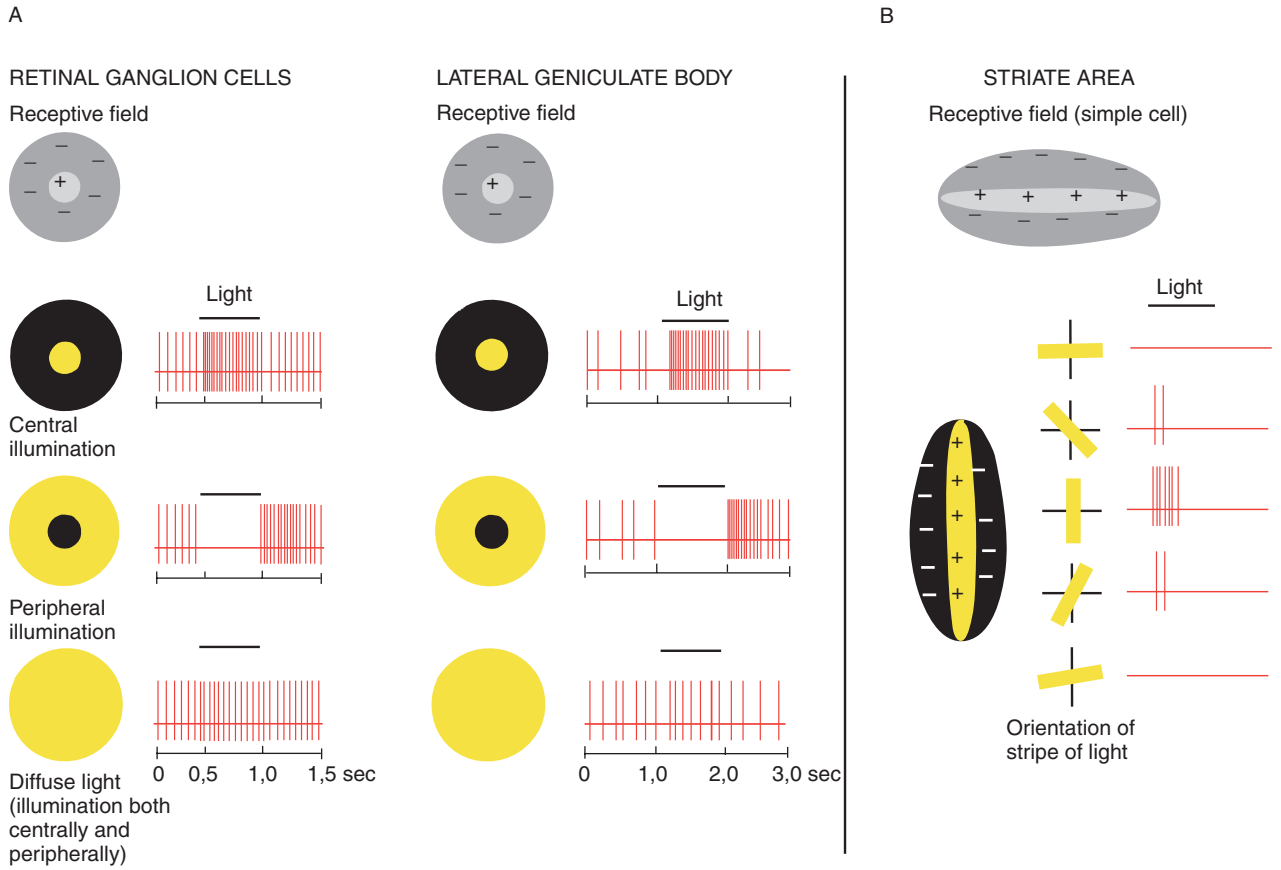 A
B
RETINAL GANGLION CELLS
Receptive field
LATERAL GENICULATE BODY
Receptive field
STRIATE AREA
Receptive field (simple cell)
Light
Central
illumination
Peripheral
illumination
Diffuse light
(illumination both
centrally and
peripherally)
0 0,5 1,0 1,5 sec
Light
0 1,0 2,0 3,0 sec
Light
Orientation of
stripe of light